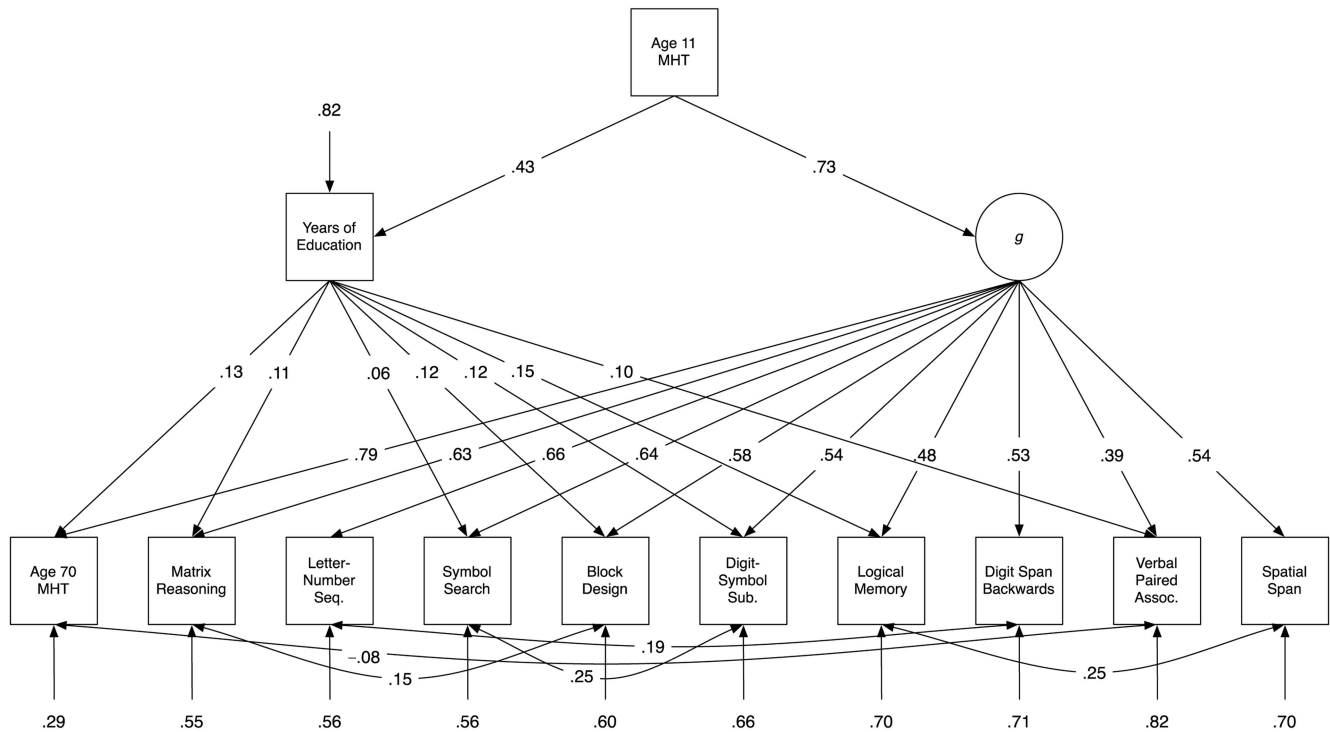 Age 11
MHT
.82
.43
.73
Years of
Education
g
.13
.11
.06
.12
.12
.15
.10
.79
.63
.66
.64
.58
.54
.48
.53
.39
.54
Age 70
MHT
Matrix
Reasoning
Letter-
Number
Seq.
Symbol
Search
Block
Design
Digit-
Symbol
Sub.
Logical
Memory
Digit Span
Backwards
Verbal
Paired
Assoc.
Spatial
Span
.19
–.08
.15
.25
.25
.29
.55
.56
.56
.60
.66
.70
.71
.82
.70